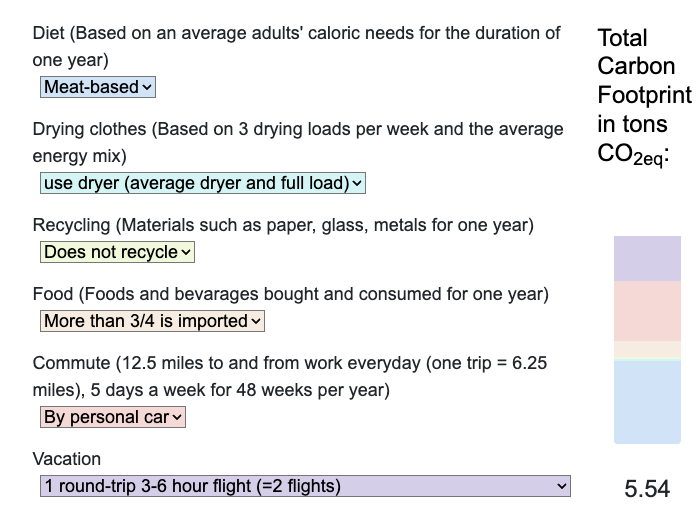 Diet (Based on an average adults' caloric needs for the duration of
one year)
Meat-based
Drying clothes (Based on 3 drying loads per week and the average
energy mix)
use dryer (average dryer and full load)
Recycling (Materials such as paper, glass, metals for one year)
Does not recycle
Food (Foods and bevarages bought and consumed for one year)
More than 3/4 is imported
Commute (12.5 miles to and from work everyday (one trip = 6.25
miles), 5 days a week for 48 weeks per year)
By personal car
Vacation
1 round-trip 3-6 hour flight (=2 flights)
Total
Carbon
Footprint
in tons
CO2eq:
5.54